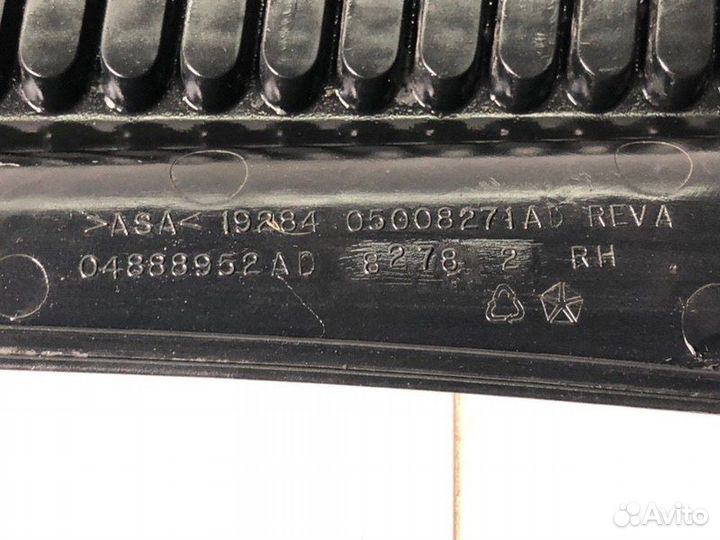 >ASA< 19284 05008271AD REVA
04888952AD 8278 2 RH
Avito